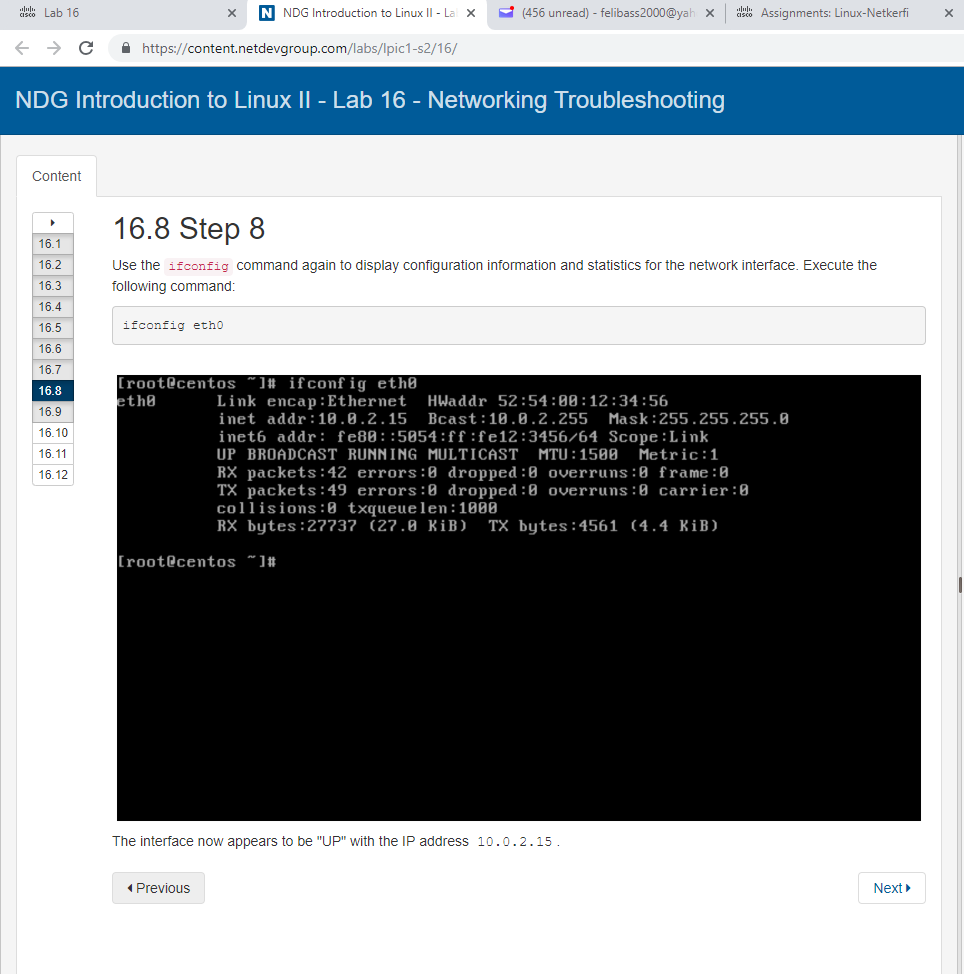 Lab 16
NDG Introduction to Linux II - La
(456 unread) - felibass2000@yah
Assignments: Linux-Netkerfi
https://content.netdevgroup.com/labs/lpic1-s2/16/
NDG Introduction to Linux II - Lab 16 - Networking Troubleshooting
Content
16.1
16.2
16.3
16.4
16.5
16.6
16.7
16.8
16.9
16.10
16.11
16.12
16.8 Step 8
Use the ifconfig command again to display configuration information and statistics for the network interface. Execute the
following command:
ifconfig eth0
[root@centos ~]# ifconfig eth0
eth0      Link encap:Ethernet  HWaddr 52:54:00:12:34:56
inet addr:10.0.2.15  Bcast:10.0.2.255  Mask:255.255.255.0
inet6 addr: fe80::5054:ff:fe12:3456/64 Scope:Link
UP BROADCAST RUNNING MULTICAST  MTU:1500  Metric:1
RX packets:42 errors:0 dropped:0 overruns:0 frame:0
TX packets:49 errors:0 dropped:0 overruns:0 carrier:0
collisions:0 txqueuelen:1000
RX bytes:27737 (27.0 KiB)  TX bytes:4561 (4.4 KiB)
[root@centos ~]#
The interface now appears to be "UP" with the IP address 10.0.2.15.
Previous
Next